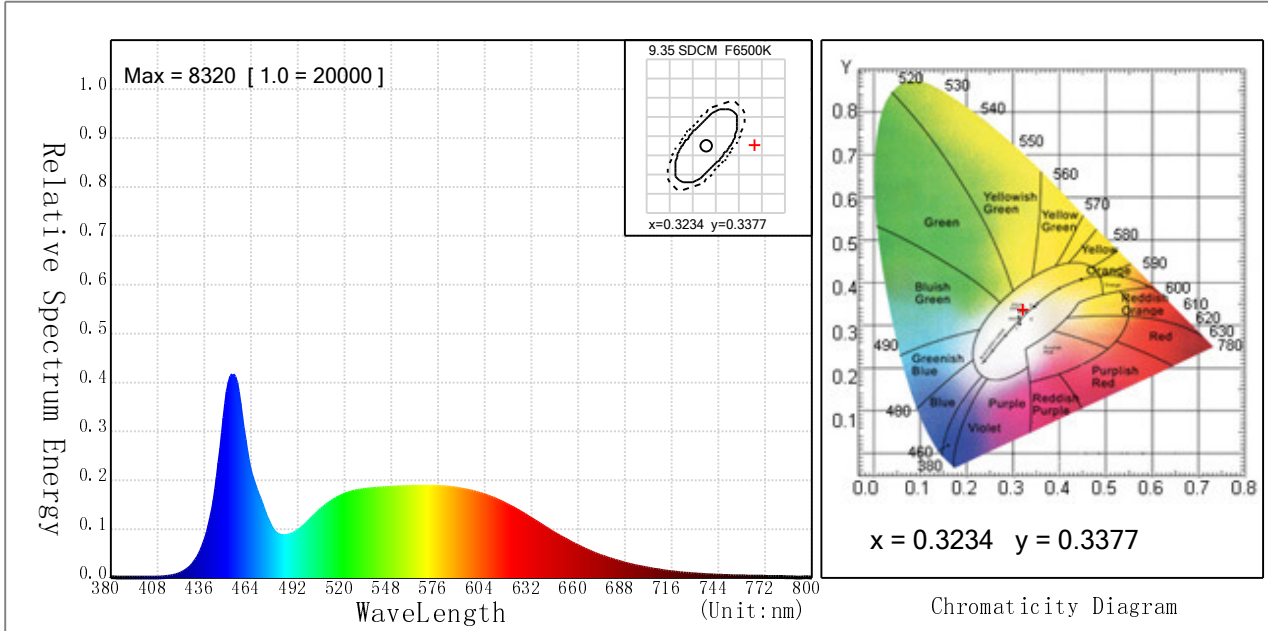 Max = 8320 [ 1.0 = 20000 ]
Relative Spectrum Energy
1.0
0.9
0.8
0.7
0.6
0.5
0.4
0.3
0.2
0.1
0.0
380 408 436 464 492 520 548 576 604 632 660 688 716 744 772 800
WaveLength
(Unit:nm)
9.35 SDCM F6500K
x=0.3234 y=0.3377
Y
0.8
0.7
0.6
0.5
0.4
0.3
0.2
0.1
0.0 0.1 0.2 0.3 0.4 0.5 0.6 0.7 0.8
520
530
540
550
560
570
580
590
600
610
620
630
780
490
480
460
380
Green
Yellowish
Green
Yellow
Green
Yellow
Orange
Reddish
Orange
Red
Bluish
Green
Greenish
Blue
Blue
Violet
Purple
Reddish
Purple
Purplish
Red
x = 0.3234 y = 0.3377
Chromaticity Diagram